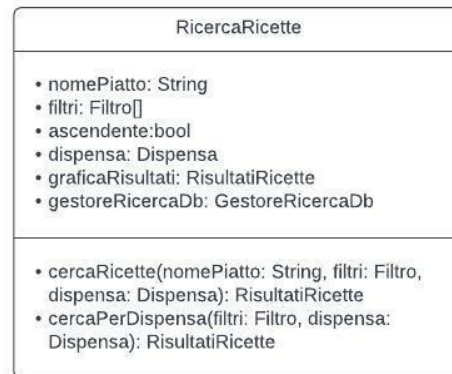 RicercaRicette
• nomePiatto: String
• filtri: Filtro[]
• ascendente:bool
• dispensa: Dispensa
• graficaRisultati: RisultatiRicette
• gestoreRicercaDb: GestoreRicercaDb
• cercaRicette(nomePiatto: String, filtri: Filtro,
dispensa: Dispensa): RisultatiRicette
• cercaPerDispensa(filtri: Filtro, dispensa:
Dispensa): RisultatiRicette